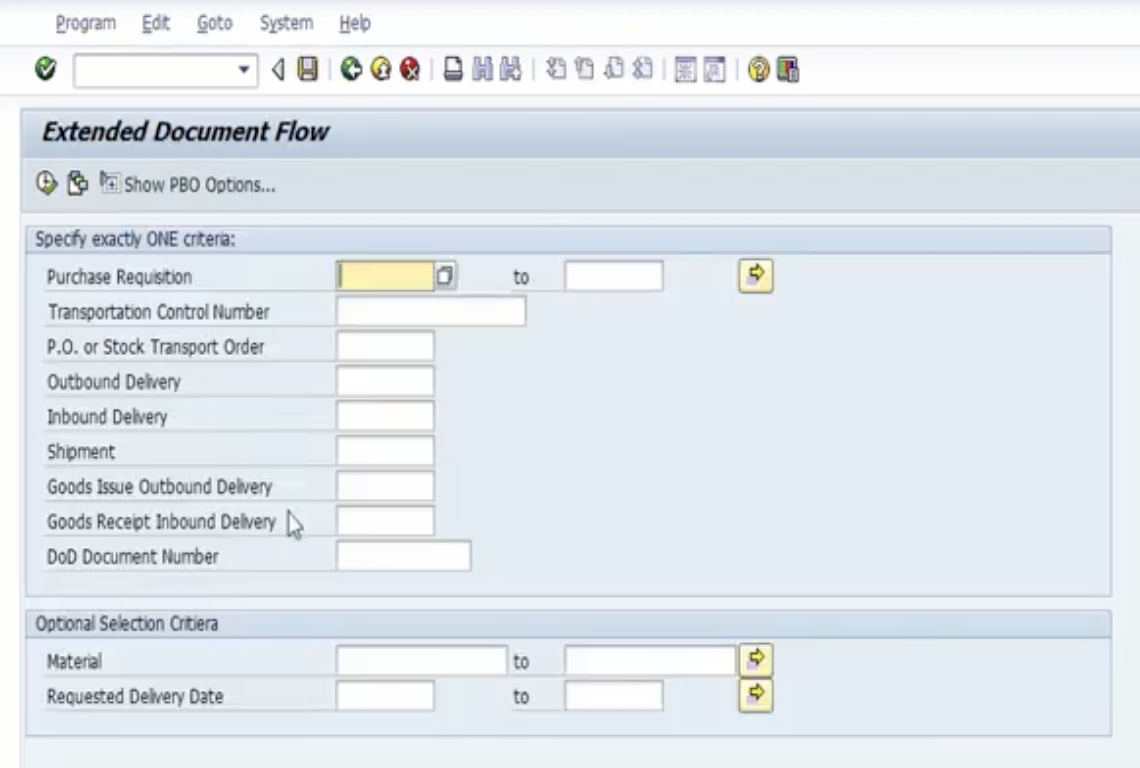 Program Edit Goto System Help
Extended Document Flow
Show PBO Options...
Specify exactly ONE criteria:
Purchase Requisition to
Transportation Control Number
P.O. or Stock Transport Order
Outbound Delivery
Inbound Delivery
Shipment
Goods Issue Outbound Delivery
Goods Receipt Inbound Delivery
DoD Document Number
Optional Selection Critiera
Material to
Requested Delivery Date to